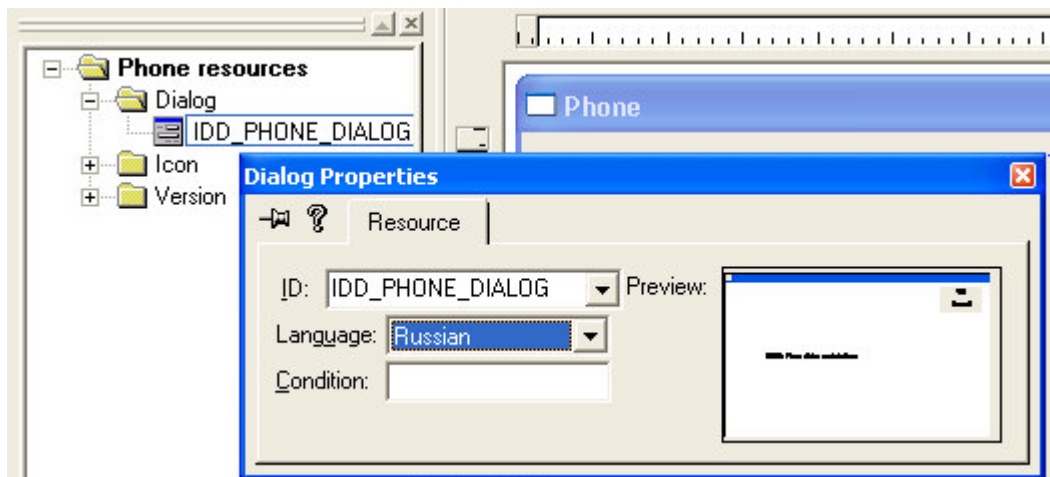 Phone resources
Dialog
IDD_PHONE_DIALOG
Icon
Version
Phone
Dialog Properties
Resource
ID: IDD_PHONE_DIALOG Preview:
Language: Russian
Condition: